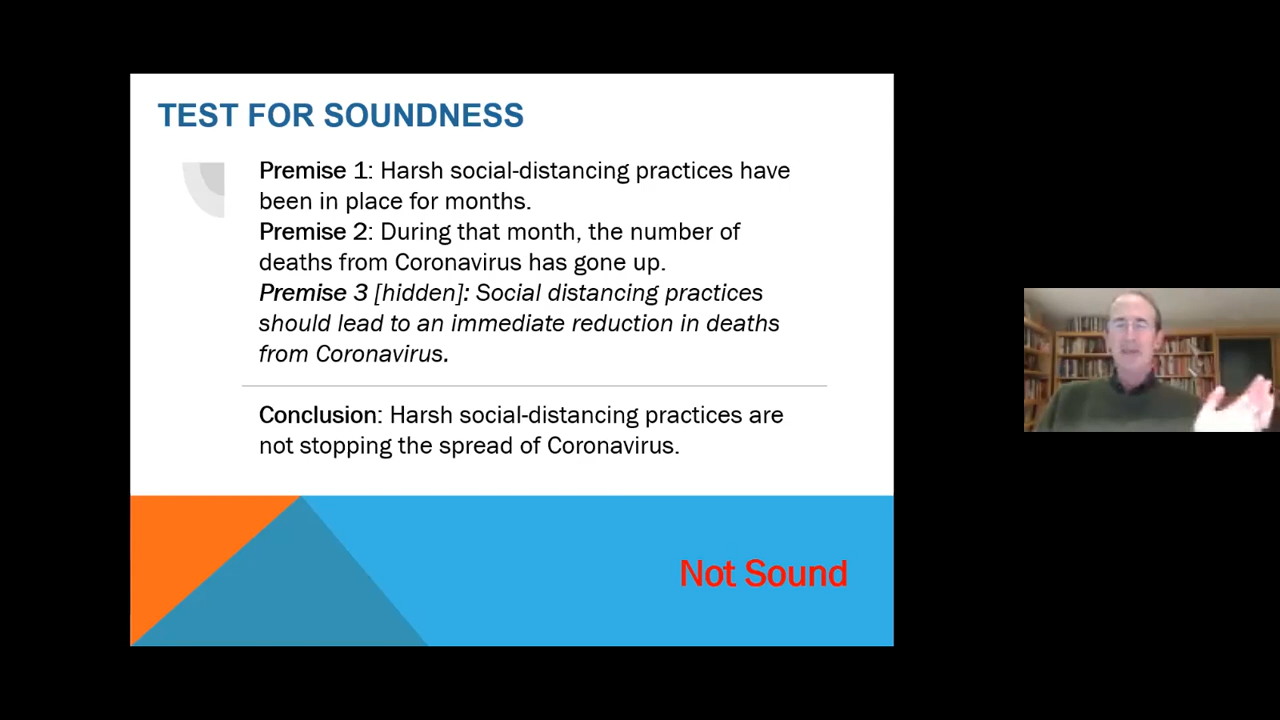 TEST FOR SOUNDNESS
Premise 1: Harsh social-distancing practices have
been in place for months.
Premise 2: During that month, the number of
deaths from Coronavirus has gone up.
Premise 3 [hidden]: Social distancing practices
should lead to an immediate reduction in deaths
from Coronavirus.
Conclusion: Harsh social-distancing practices are
not stopping the spread of Coronavirus.
Not Sound